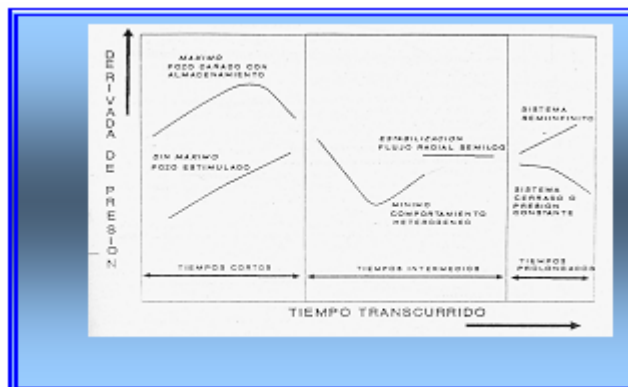 DERIVADA DE PRESION
MAXIMO
POZO DAÑADO CON
ALMACENAMIENTO
SIN MAXIMO
POZO ESTIMULADO
ESTABILIZACION
FLUJO RADIAL SEMILOG
MINIMO
COMPORTAMIENTO
HETEROGENEO
SISTEMA
SEMIINFINITO
SISTEMA
CERRADO O
PRESION
CONSTANTE
TIEMPOS CORTOS
TIEMPOS INTERMEDIOS
TIEMPOS
PROLONGADOS
TIEMPO TRANSCURRIDO